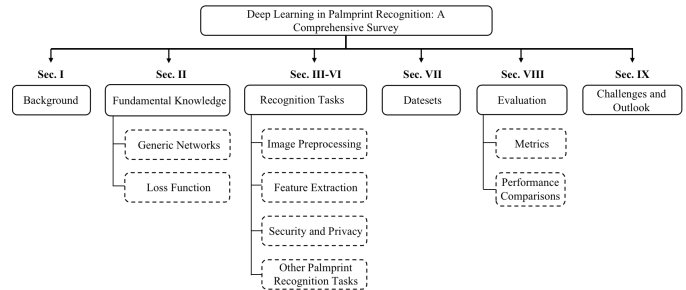 Deep Learning in Palmprint Recognition: A
Comprehensive Survey
Sec. I
Sec. II
Sec. III-VI
Sec. VII
Sec. VIII
Sec. IX
Background
Fundamental Knowledge
Recognition Tasks
Datesets
Evaluation
Challenges and
Outlook
Generic Networks
Loss Function
Image Preprocessing
Feature Extraction
Security and Privacy
Other Palmprint
Recognition Tasks
Metrics
Performance
Comparisons